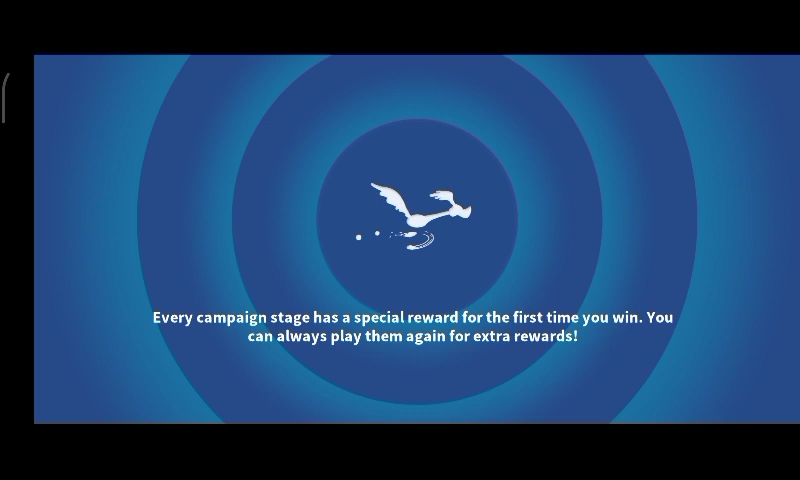 Every campaign stage has a special reward for the first time you win. You
can always play them again for extra rewards!